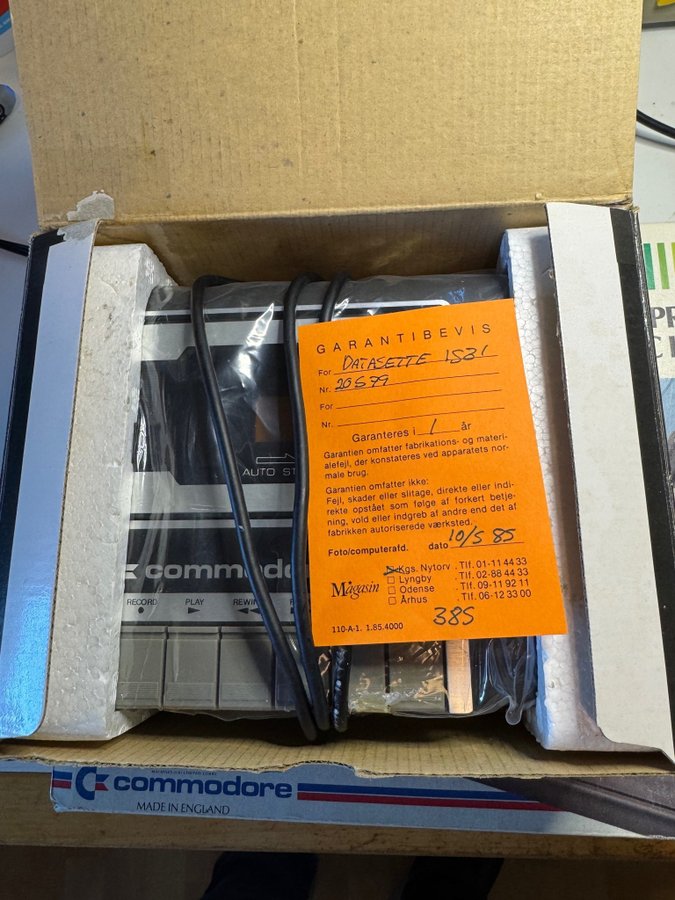 GARANTIBEVIS
For DATASETTE 1531
Nr. 20579
For
Nr.
Garanteres i 1 år
Garantien omfatter fabrikations- og materi-
alefejl, der konstateres ved apparatets nor-
male brug.
Garantien omfatter ikke:
Fejl, skader eller slitage, direkte eller indi-
rekte opstået som følge af forkert betje-
ning, vold eller indgreb af andre end det af
fabrikken autoriserede værksted.
Foto/computerafd. dato 10/5 85
Magasin
Kgs. Nytorv . Tlf. 01-11 44 33
Lyngby . Tlf. 02-88 44 33
Odense . Tlf. 09-11 92 11
Århus . Tlf. 06-12 33 00
110-A-1. 1.85.4000
385
AUTO ST
commodo
RECORD PLAY REWIN F
commodore
MADE IN ENGLAND
PR
C